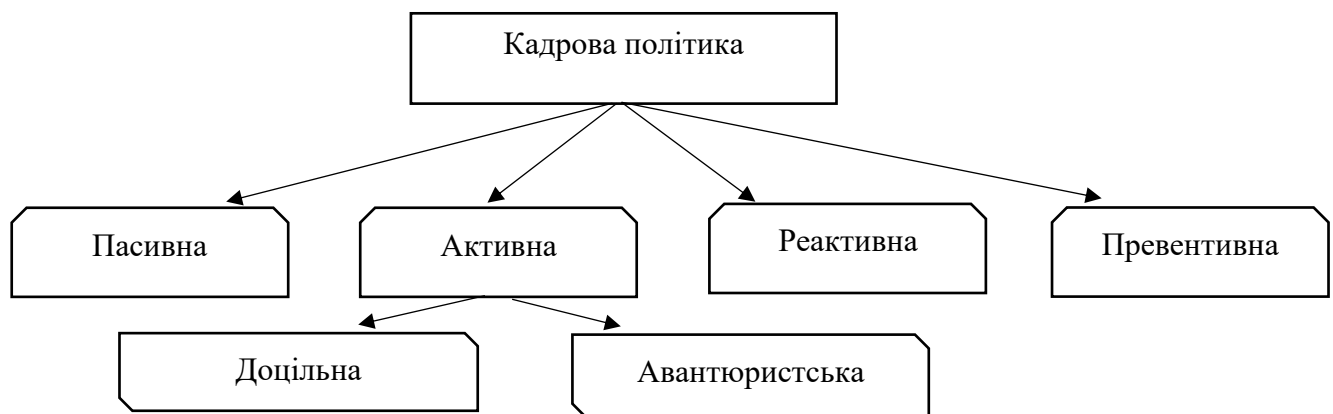 Кадрова політика
Пасивна
Активна
Реактивна
Превентивна
Доцільна
Авантюристська